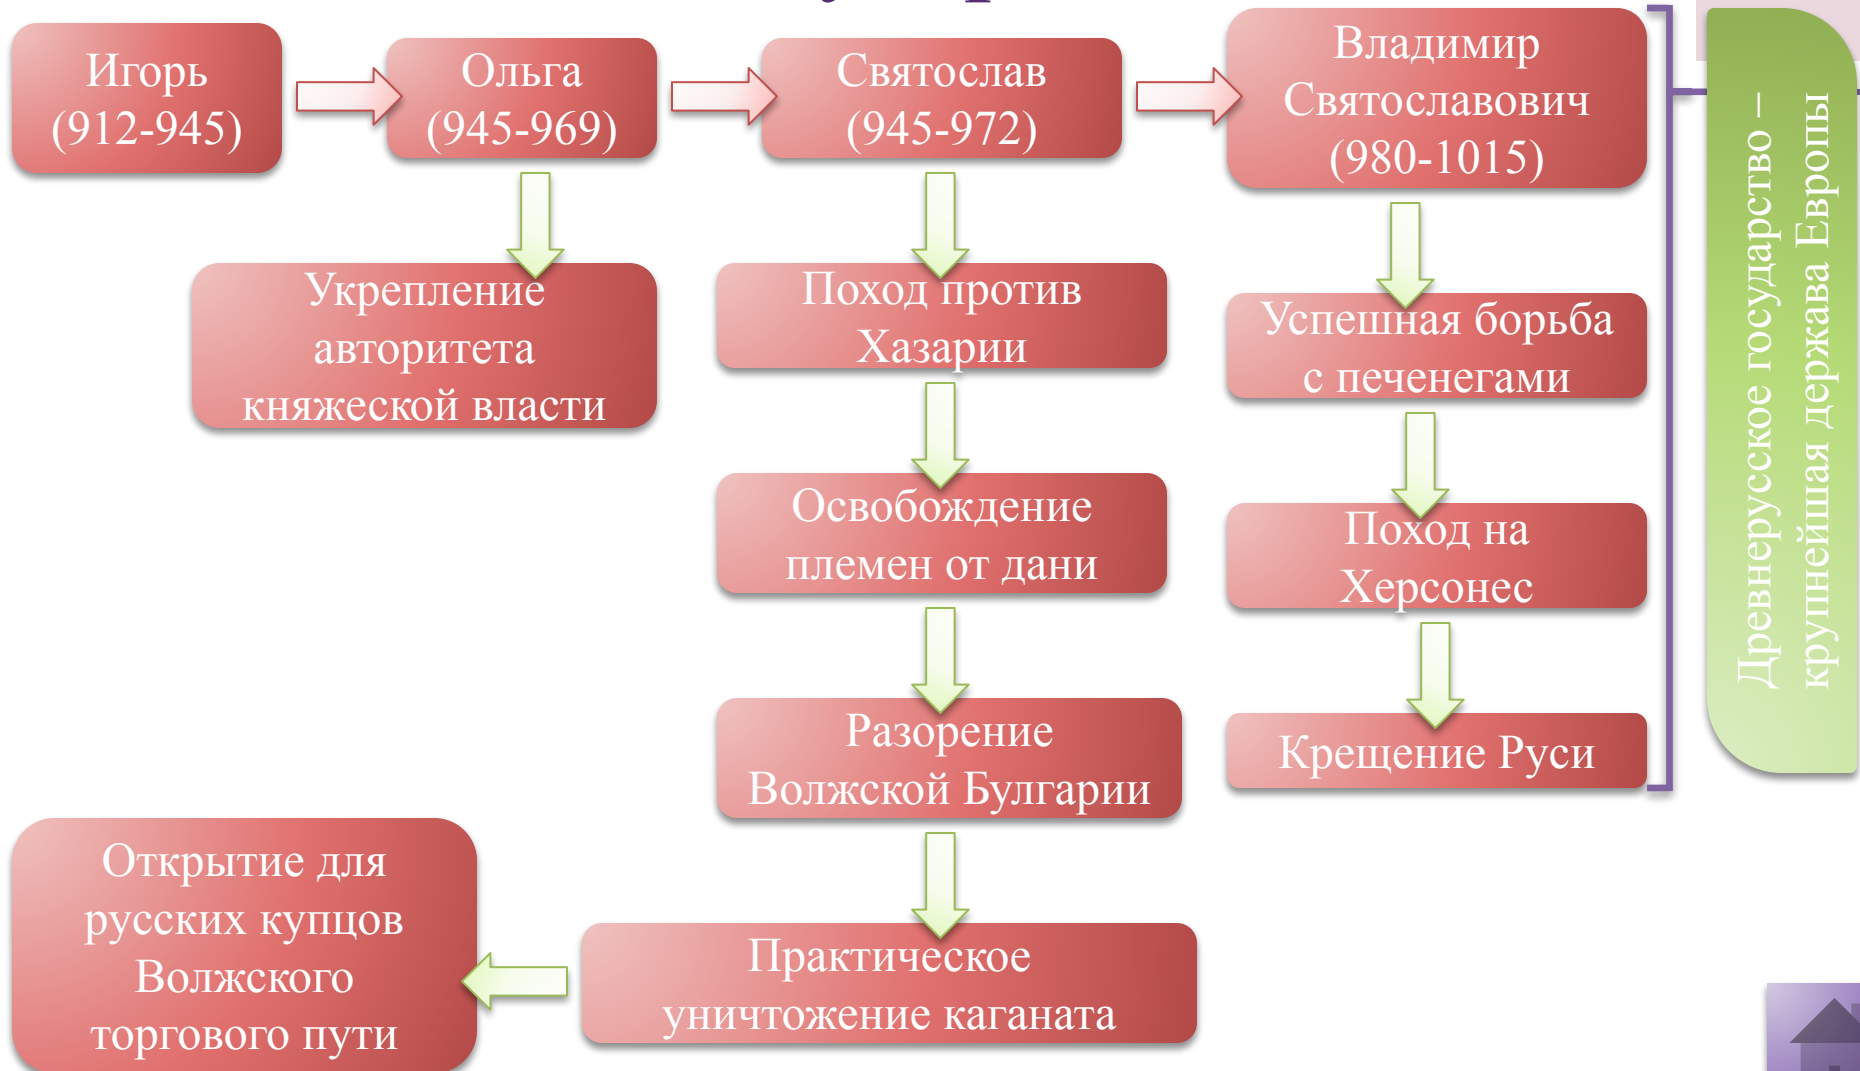 Игорь
(912-945)
Ольга
(945-969)
Святослав
(945-972)
Владимир
Святославович
(980-1015)
Укрепление
авторитета
княжеской власти
Поход против
Хазарии
Освобождение
племен от дани
Разорение
Волжской Булгарии
Практическое
уничтожение каганата
Открытие для
русских купцов
Волжского
торгового пути
Успешная борьба
с печенегами
Поход на
Херсонес
Крещение Руси
Древнерусское государство –
крупнейшая держава Европы